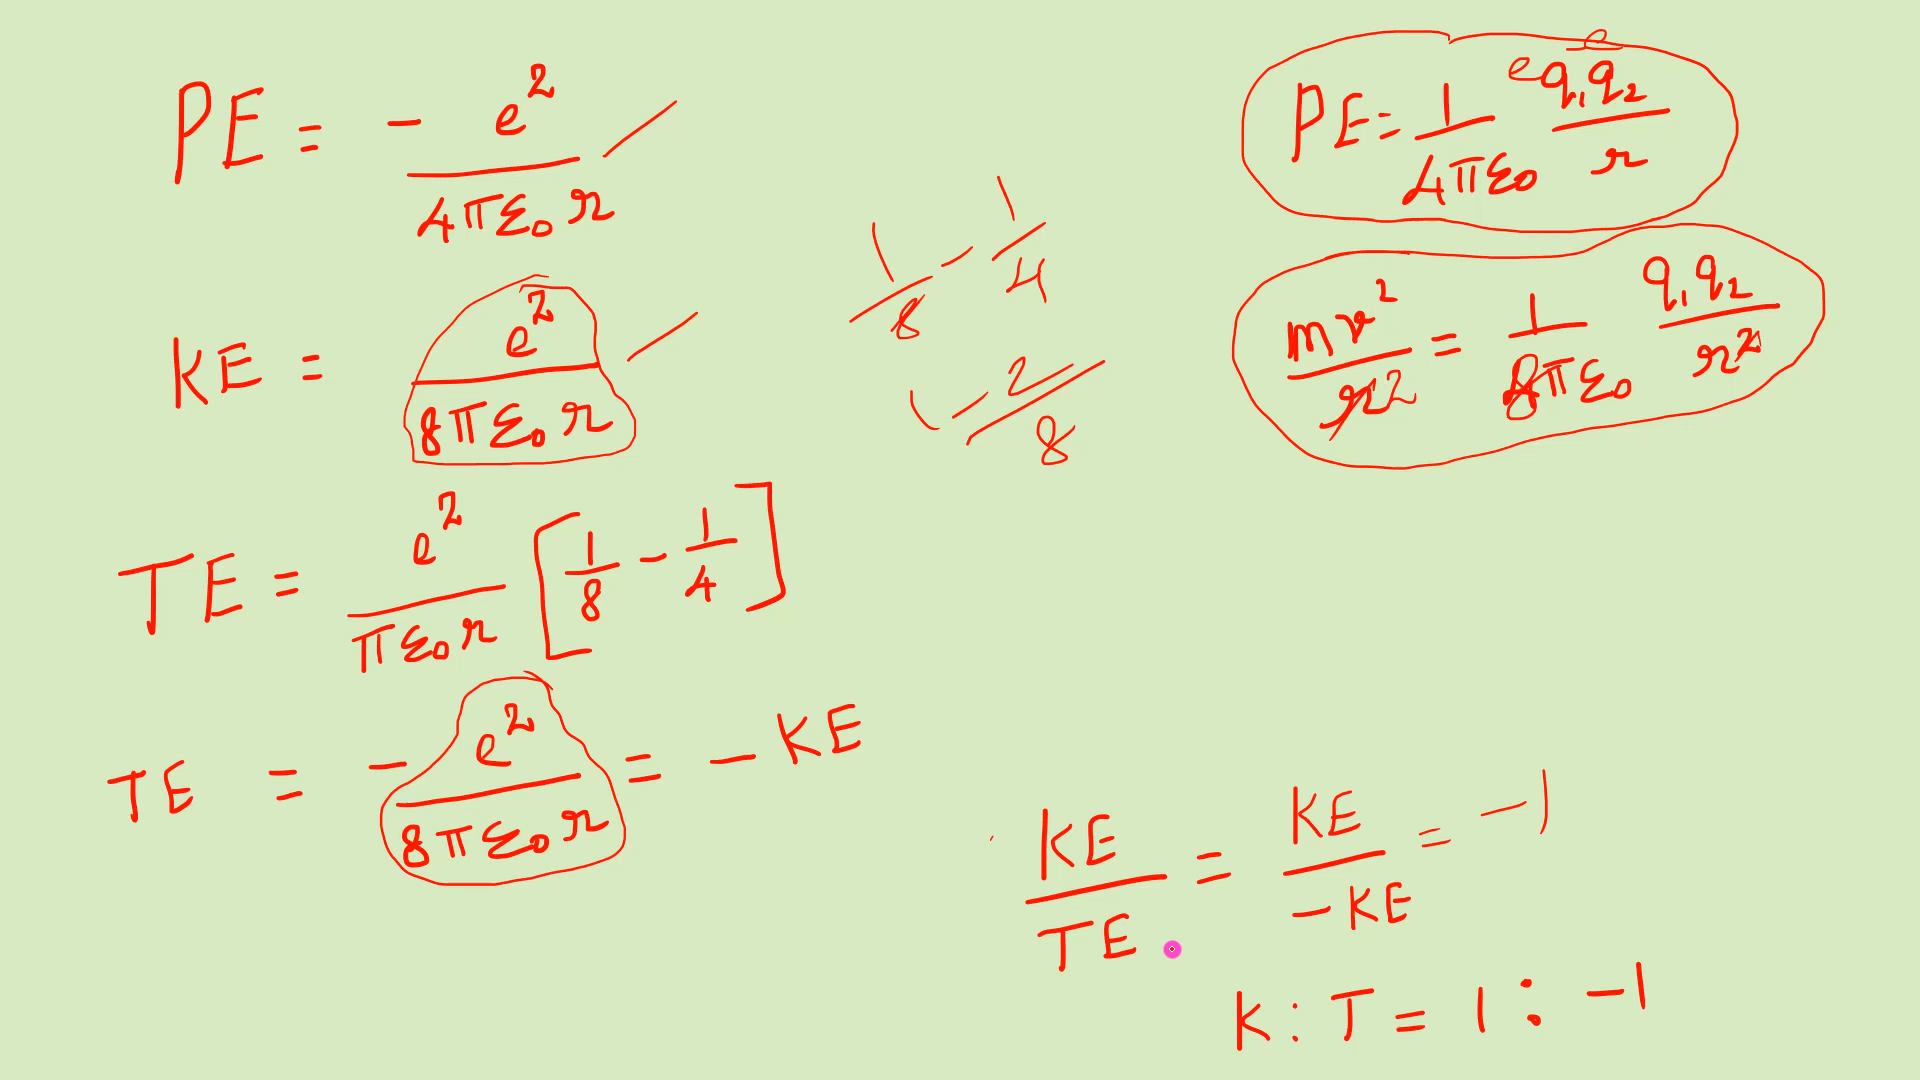 PE = - e²/4πε₀r
KE = e²/8πε₀r
TE = e²/πε₀r [1/8 - 1/4]
TE = - e²/8πε₀r = - KE
1/8 - 1/4
1 - 2/8
PE = 1/4πε₀ q₁q₂/r
e e
mv²/2 = 1/8πε₀ q₁q₂/r
KE/TE = KE/-KE = -1
K : T = 1 : -1